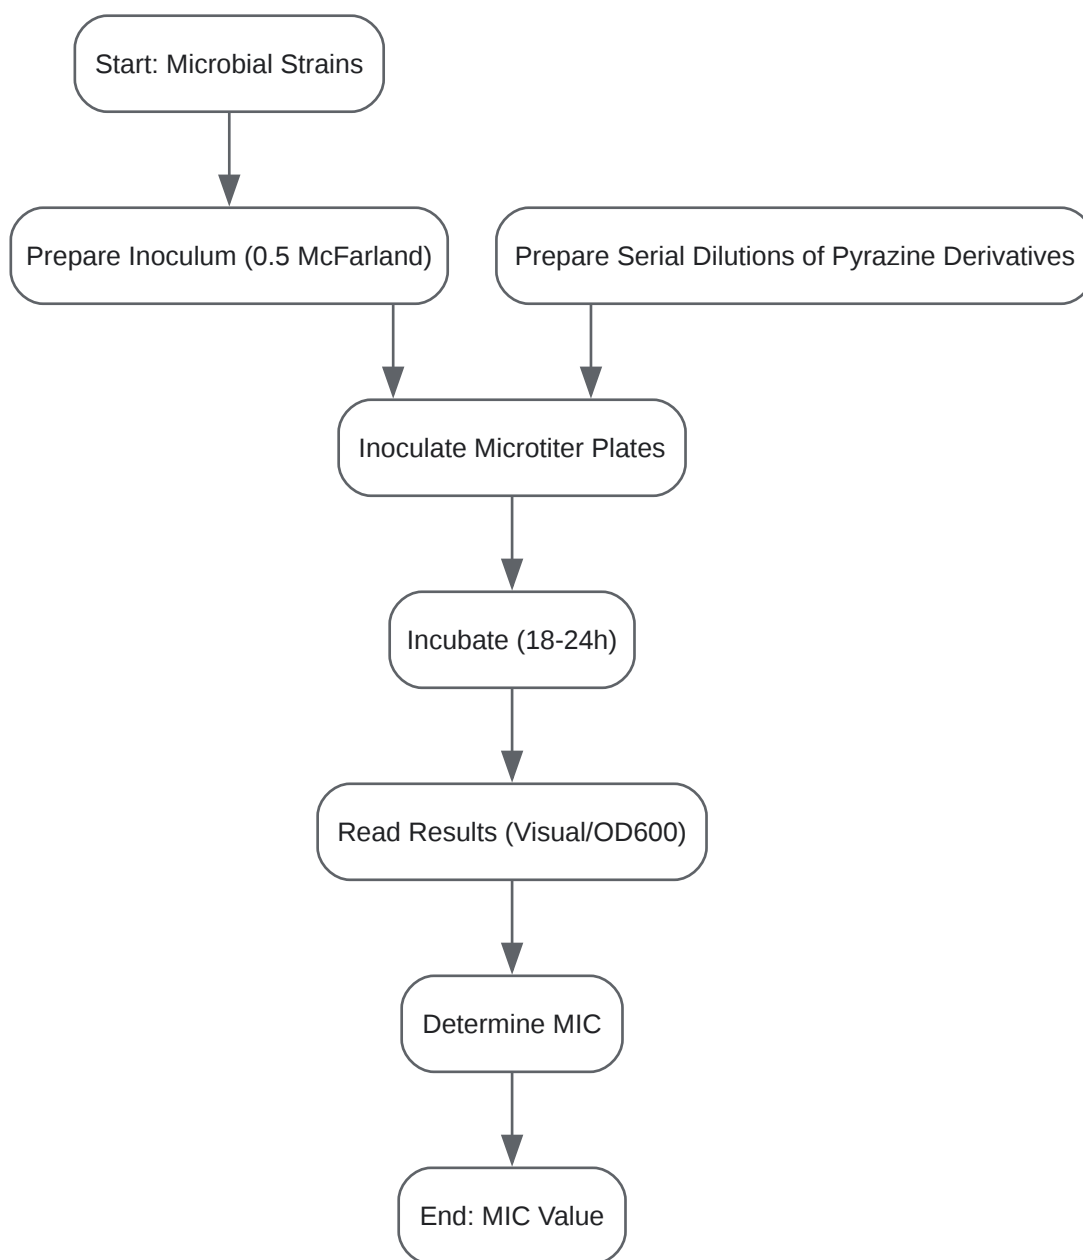 Start: Microbial Strains
Prepare Inoculum (0.5 McFarland)
Prepare Serial Dilutions of Pyrazine Derivatives
Inoculate Microtiter Plates
Incubate (18-24h)
Read Results (Visual/OD600)
Determine MIC
End: MIC Value